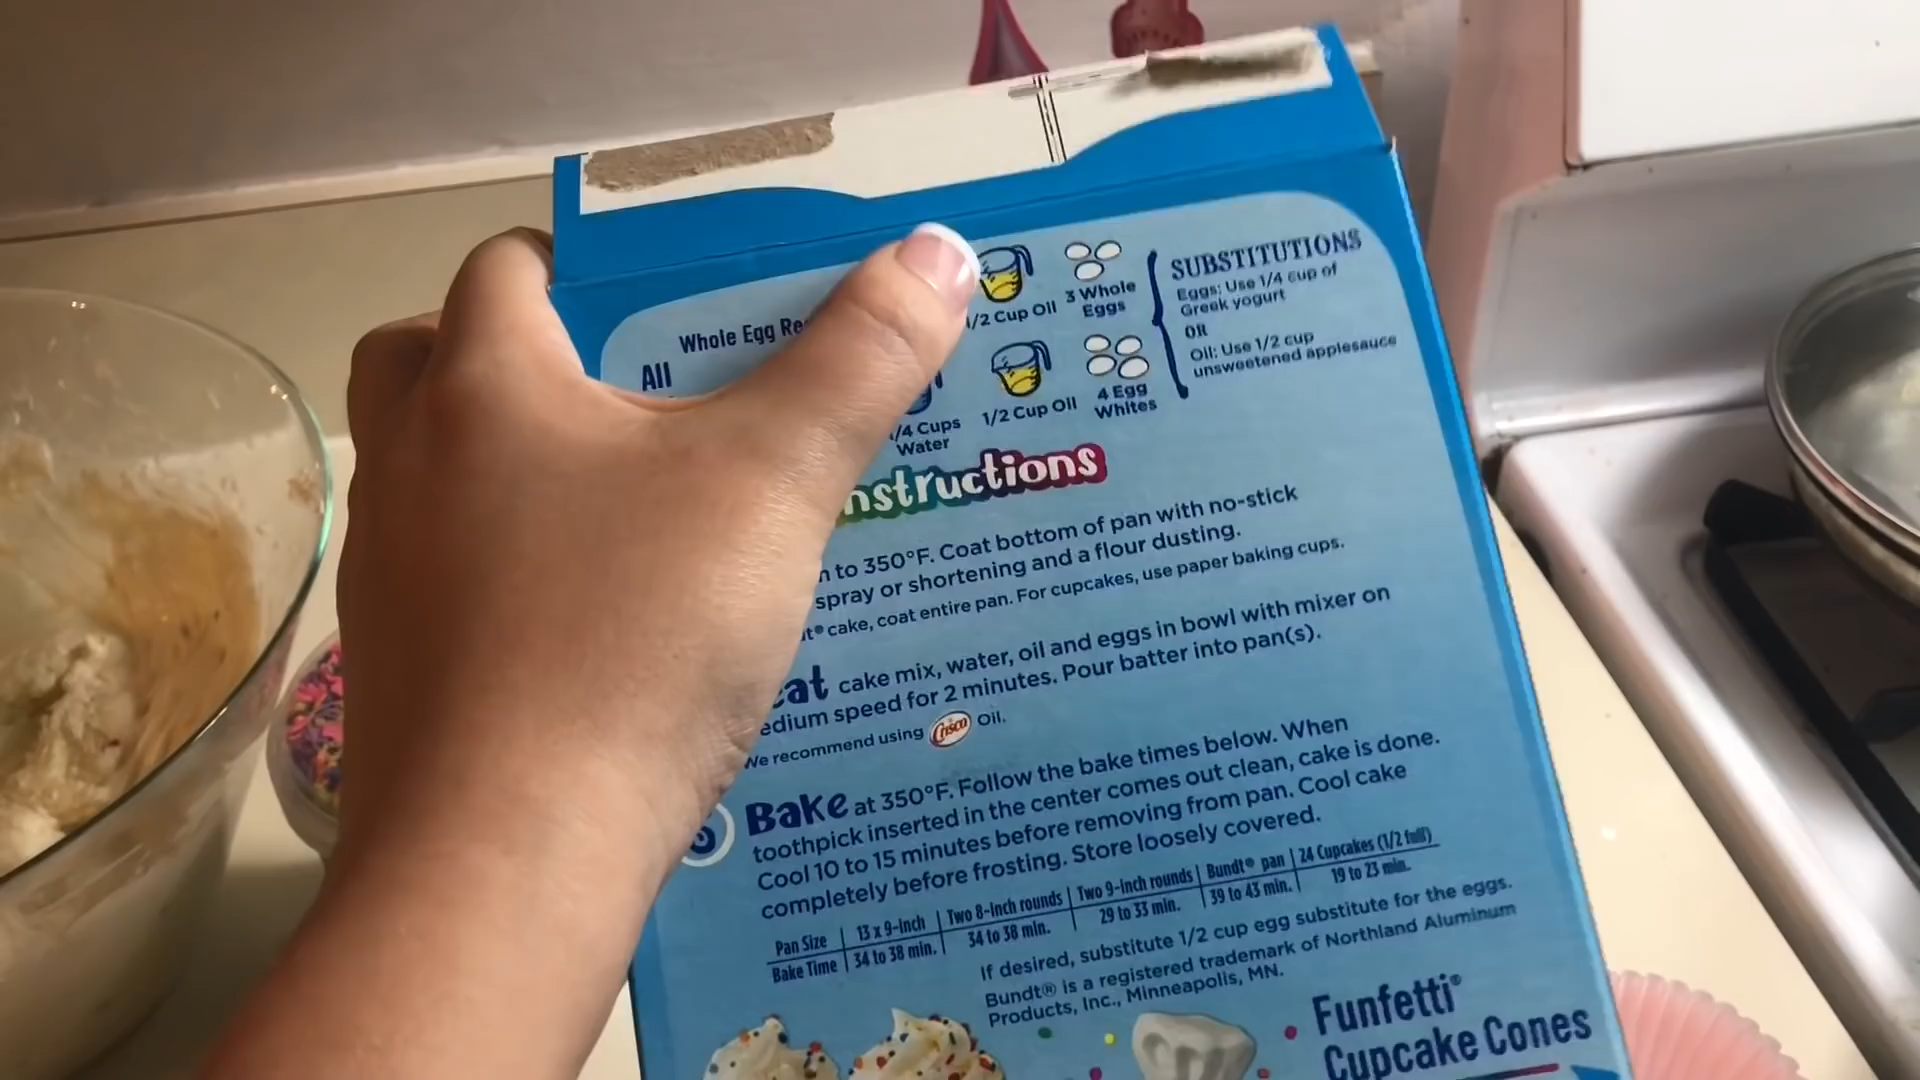 Whole Egg Re
All
/2 Cup Oil
3 Whole
Eggs
SUBSTITUTIONS
Eggs: Use 1/4 cup of
Greek yogurt
OR
Oil: Use 1/2 cup
unsweetened applesauce
/4 Cups
Water
1/2 Cup Oil
4 Egg
Whites
nstructions
n to 350°F. Coat bottom of pan with no-stick
spray or shortening and a flour dusting.
t® cake, coat entire pan. For cupcakes, use paper baking cups.
eat cake mix, water, oil and eggs in bowl with mixer on
edium speed for 2 minutes. Pour batter into pan(s).
We recommend using Crisco Oil.
Bake at 350°F. Follow the bake times below. When
toothpick inserted in the center comes out clean, cake is done.
Cool 10 to 15 minutes before removing from pan. Cool cake
completely before frosting. Store loosely covered.
Pan Size 13 x 9-inch Two 8-inch rounds Two 9-inch rounds Bundt® pan 24 Cupcakes (1/2 full)
Bake Time 34 to 38 min. 34 to 38 min. 29 to 33 min. 39 to 43 min. 19 to 23 min.
If desired, substitute 1/2 cup egg substitute for the eggs.
Bundt® is a registered trademark of Northland Aluminum
Products, Inc., Minneapolis, MN.
Funfetti®
Cupcake Cones